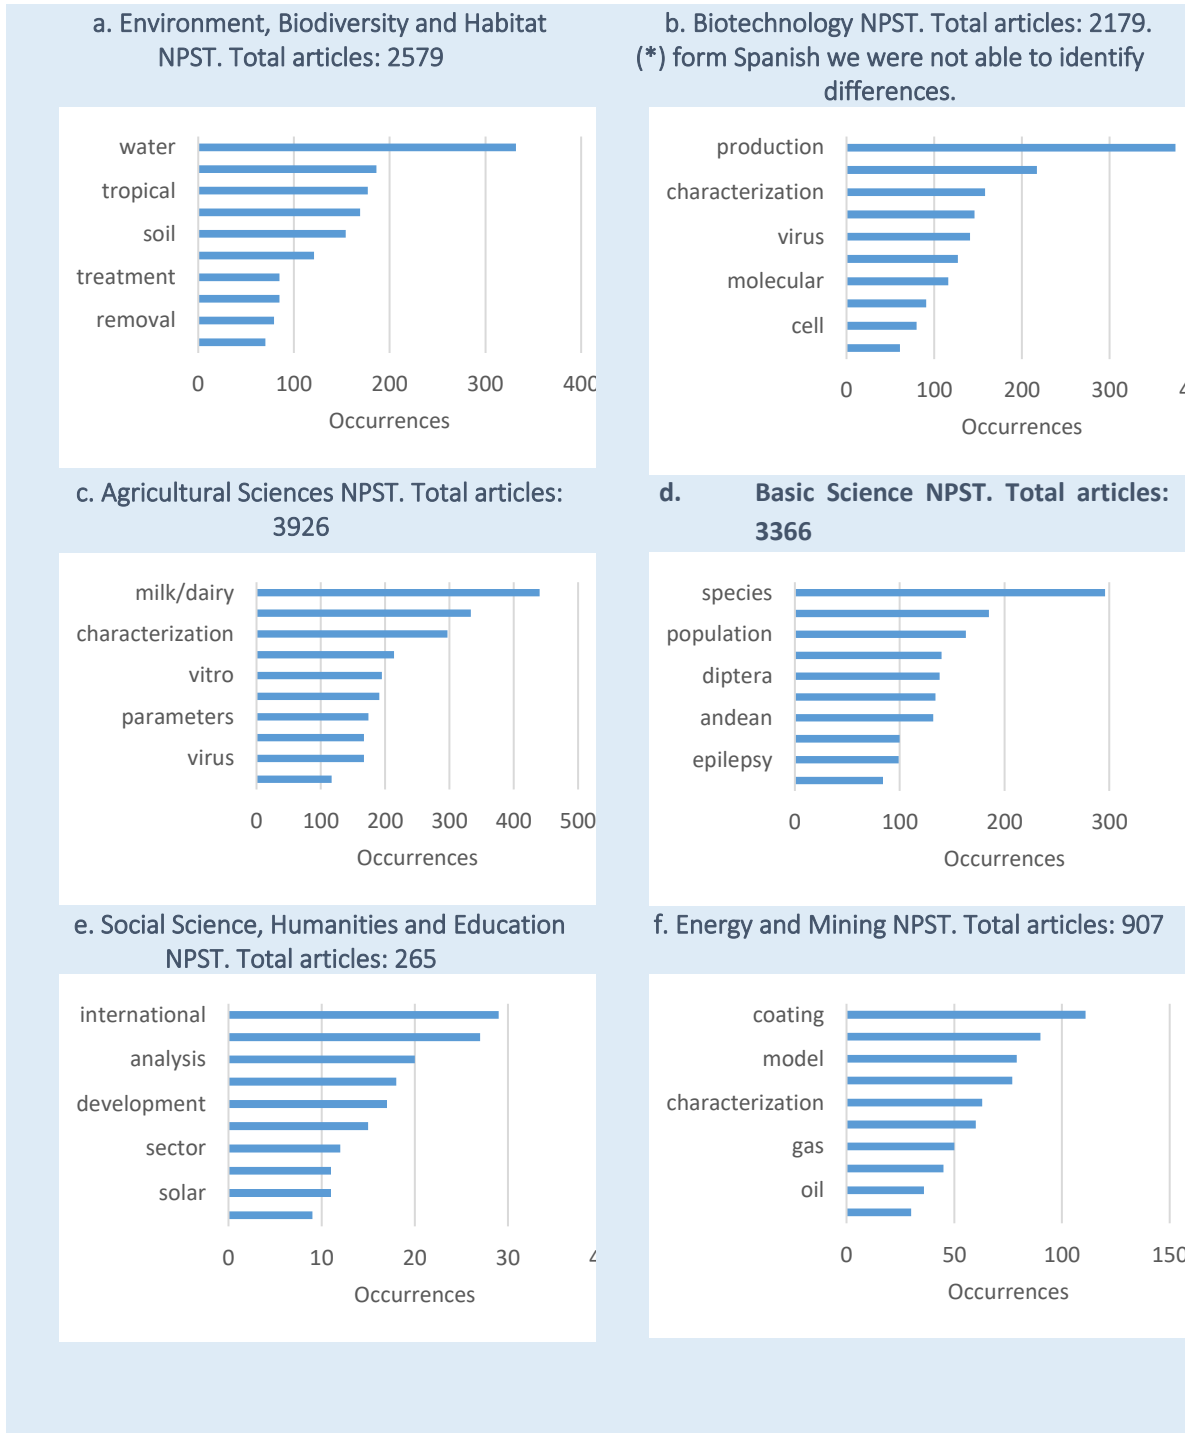 a. Environment, Biodiversity and Habitat
NPST. Total articles: 2579
water
tropical
soil
treatment
removal
0 100 200 300 400
Occurrences
b. Biotechnology NPST. Total articles: 2179.
(*) form Spanish we were not able to identify
differences.
production
characterization
virus
molecular
cell
0 100 200 300
Occurrences
c. Agricultural Sciences NPST. Total articles:
3926
milk/dairy
characterization
vitro
parameters
virus
0 100 200 300 400 500
Occurrences
d. Basic Science NPST. Total articles:
3366
species
population
diptera
andean
epilepsy
0 100 200 300
Occurrences
e. Social Science, Humanities and Education
NPST. Total articles: 265
international
analysis
development
sector
solar
0 10 20 30
Occurrences
f. Energy and Mining NPST. Total articles: 907
coating
model
characterization
gas
oil
0 50 100 150
Occurrences